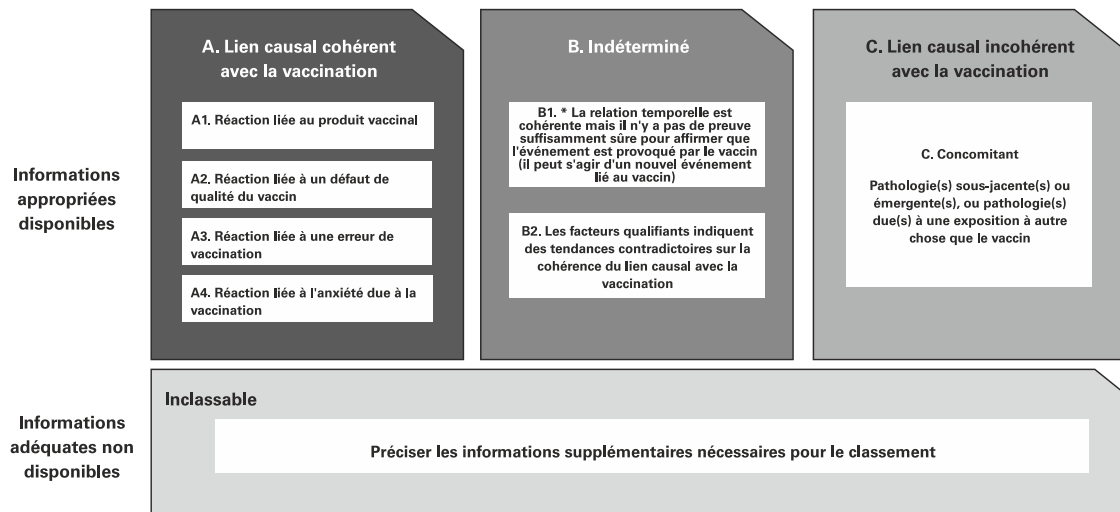 A. Lien causal cohérent
avec la vaccination
A1. Réaction liée au produit vaccinal
A2. Réaction liée à un défaut de
qualité du vaccin
A3. Réaction liée à une erreur de
vaccination
A4. Réaction liée à l'anxiété due à la
vaccination
B. Indéterminé
B1. * La relation temporelle est
cohérente mais il n'y a pas de preuve
suffisamment sûre pour affirmer que
l'événement est provoqué par le vaccin
(il peut s'agir d'un nouvel événement
lié au vaccin)
B2. Les facteurs qualifiants indiquent
des tendances contradictoires sur la
cohérence du lien causal avec la
vaccination
C. Lien causal incohérent
avec la vaccination
C. Concomitant
Pathologie(s) sous-jacente(s) ou
émergente(s), ou pathologie(s)
due(s) à une exposition à autre
chose que le vaccin
Informations
appropriées
disponibles
Informations
adéquates non
disponibles
Inclassable
Préciser les informations supplémentaires nécessaires pour le classement